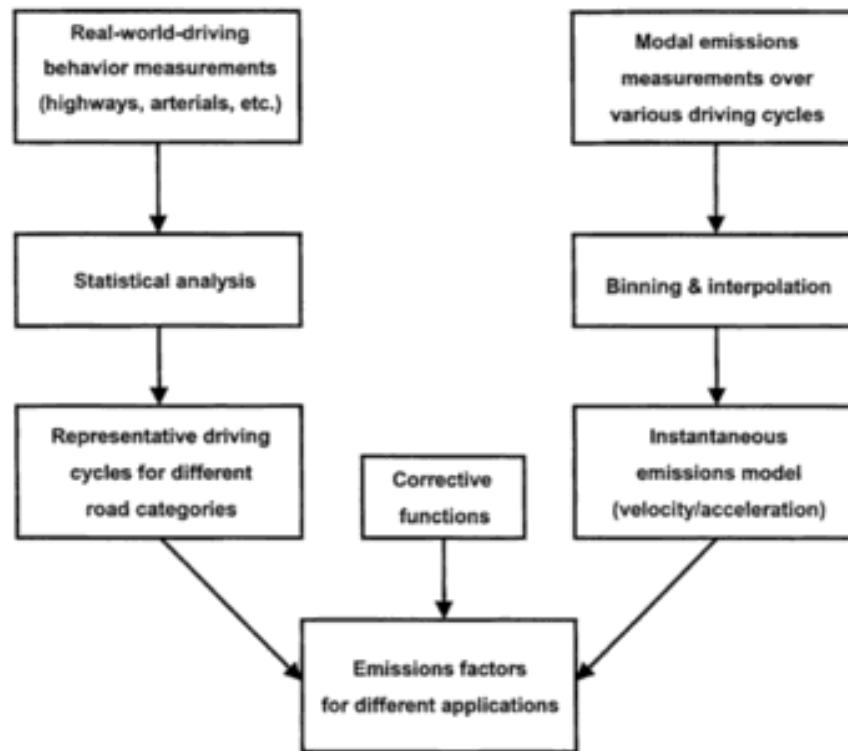 Real-world-driving
behavior measurements
(highways, arterials, etc.)
Modal emissions
measurements over
various driving cycles
Statistical analysis
Binning & interpolation
Representative driving
cycles for different
road categories
Corrective
functions
Instantaneous
emissions model
(velocity/acceleration)
Emissions factors
for different applications